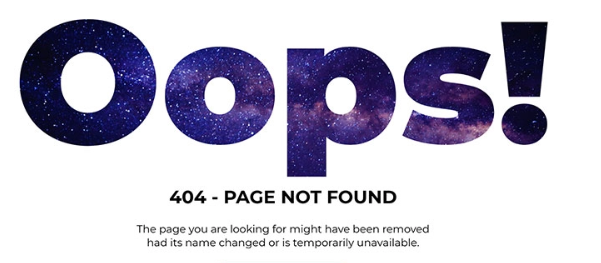 Oops!
404 - PAGE NOT FOUND
The page you are looking for might have been removed
had its name changed or is temporarily unavailable.